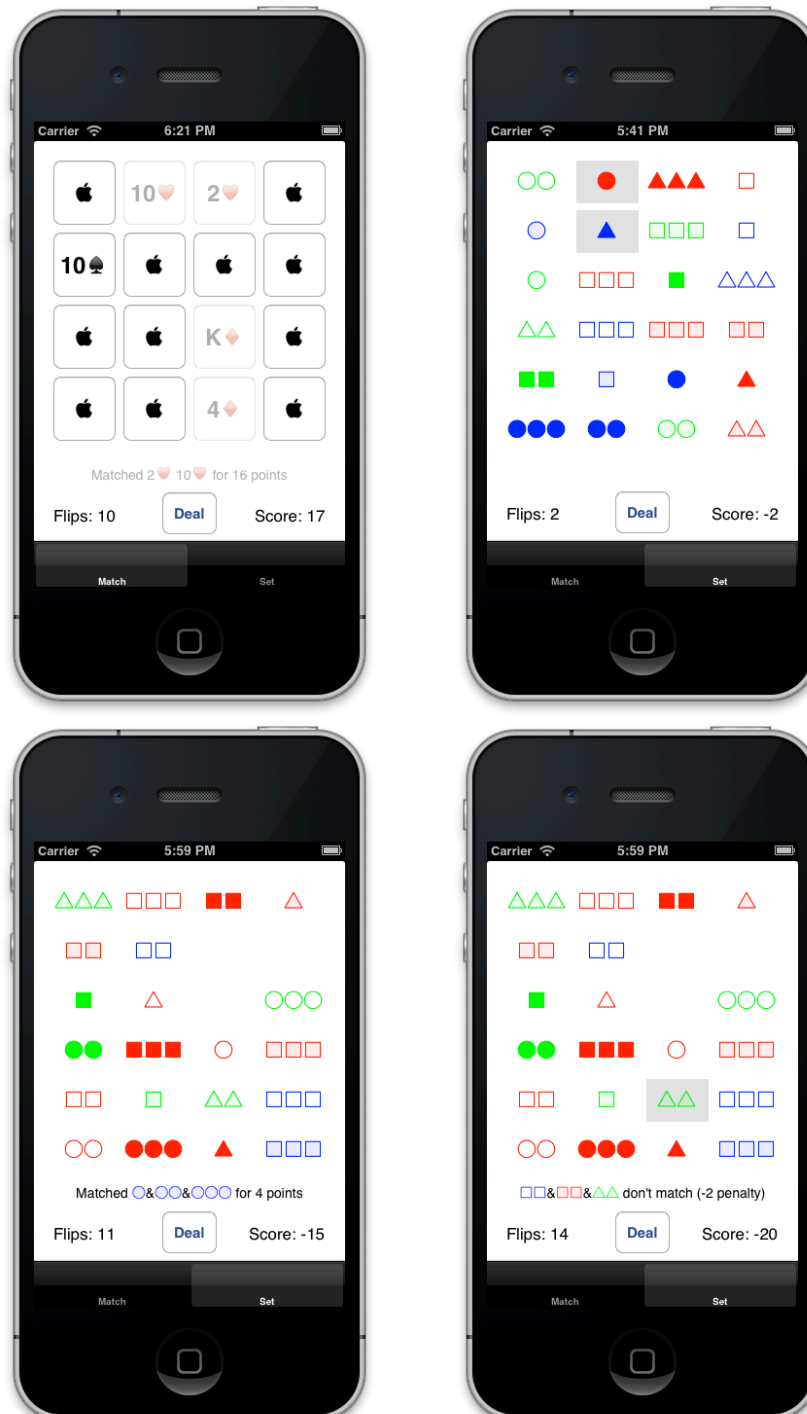 Carrier 6:21 PM
10♥ 2♥
10♠
K♦
4♦
Matched 2♥ 10♥ for 16 points
Flips: 10 Deal Score: 17
Match Set
Carrier 5:41 PM
Flips: 2 Deal Score: -2
Match Set
Carrier 5:59 PM
Matched ○&○○&○○○ for 4 points
Flips: 11 Deal Score: -15
Match Set
Carrier 5:59 PM
□□&□□&△△ don't match (-2 penalty)
Flips: 14 Deal Score: -20
Match Set